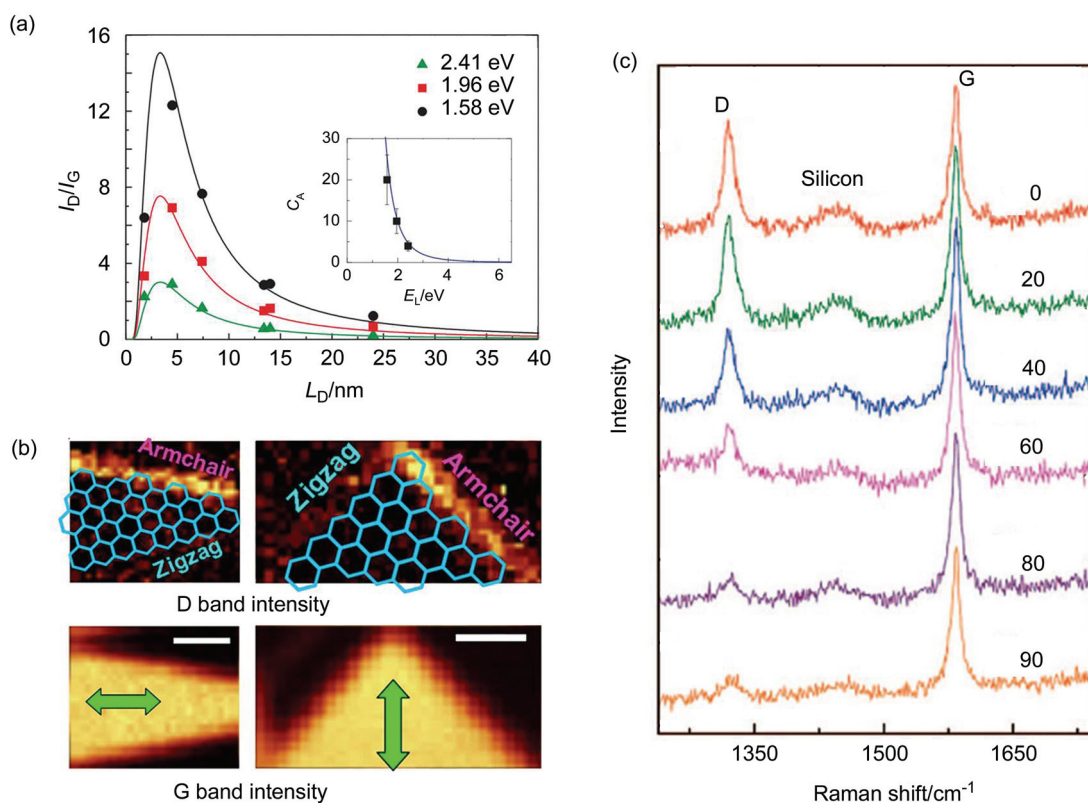 (a)
16
12
8
4
0
I_D/I_G
0 5 10 15 20 25 30 35 40
L_D/nm
2.41 eV
1.96 eV
1.58 eV
30
20
10
0
C_A
0 2 4 6
E_L/eV
(b)
Armchair
Zigzag
Zigzag
Armchair
D band intensity
G band intensity
(c)
D
G
Silicon
0
20
40
60
80
90
Intensity
1350 1500 1650
Raman shift/cm⁻¹